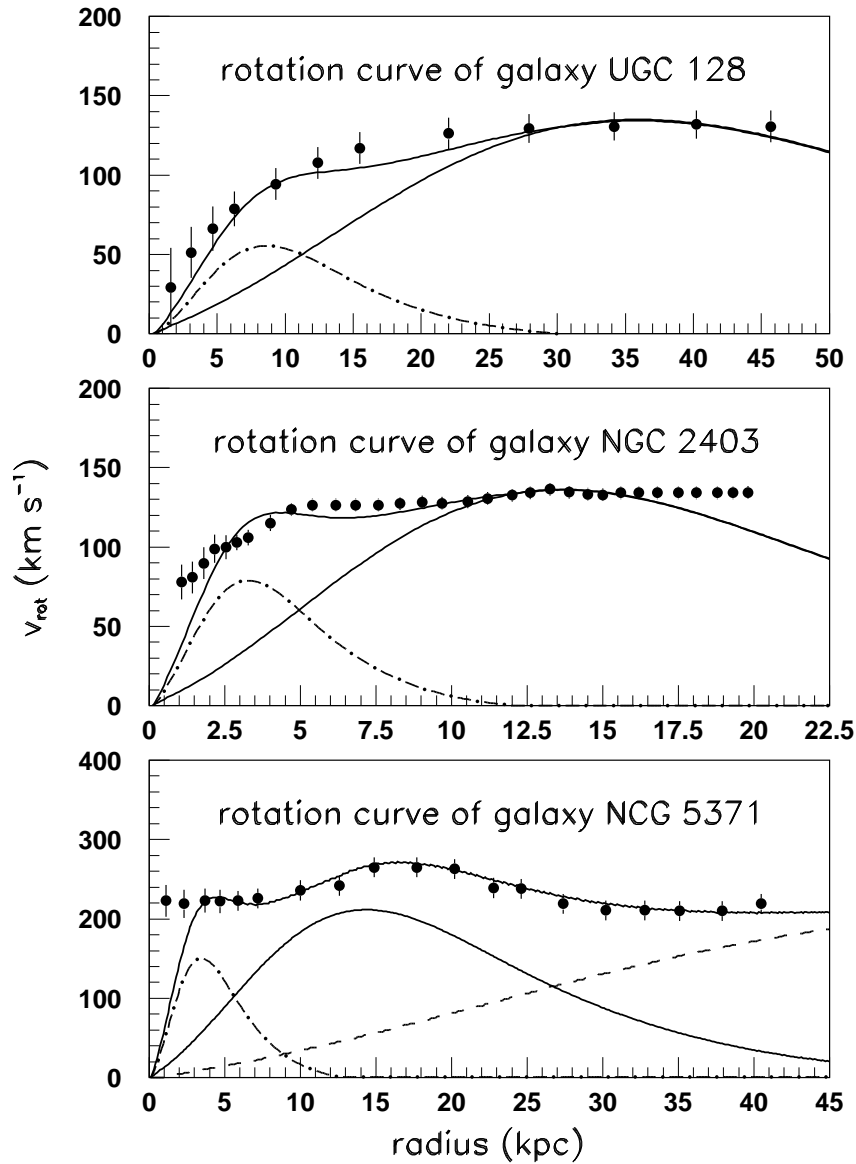 200
rotation curve of galaxy UGC 128
150
100
50
0
0 5 10 15 20 25 30 35 40 45 50
200
rotation curve of galaxy NGC 2403
150
100
50
0
0 2.5 5 7.5 10 12.5 15 17.5 20 22.5
v_rot (km s⁻¹)
400
rotation curve of galaxy NCG 5371
300
200
100
0
0 5 10 15 20 25 30 35 40 45
radius (kpc)